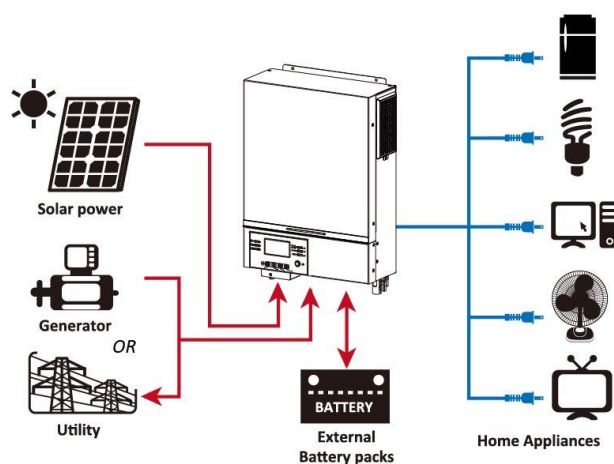 Solar power
Generator
OR
Utility
BATTERY
External
Battery packs
Home Appliances